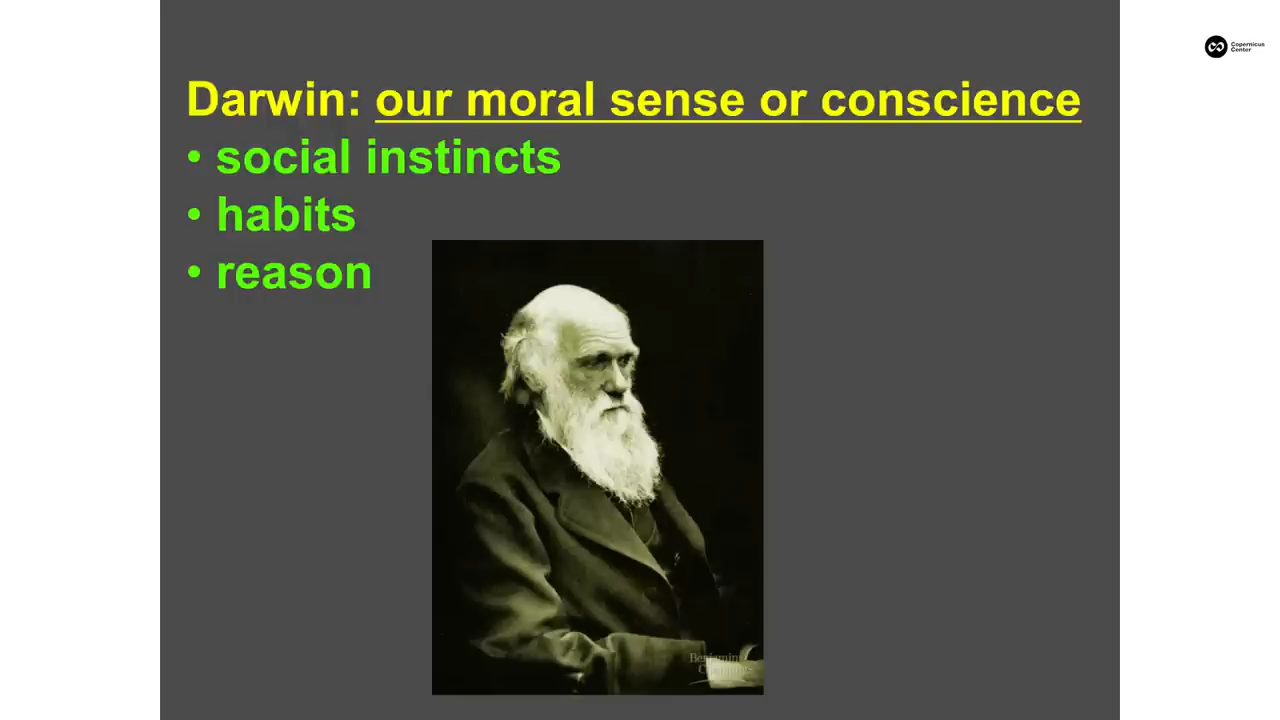 Copernicus
Center
Darwin: our moral sense or conscience
• social instincts
• habits
• reason